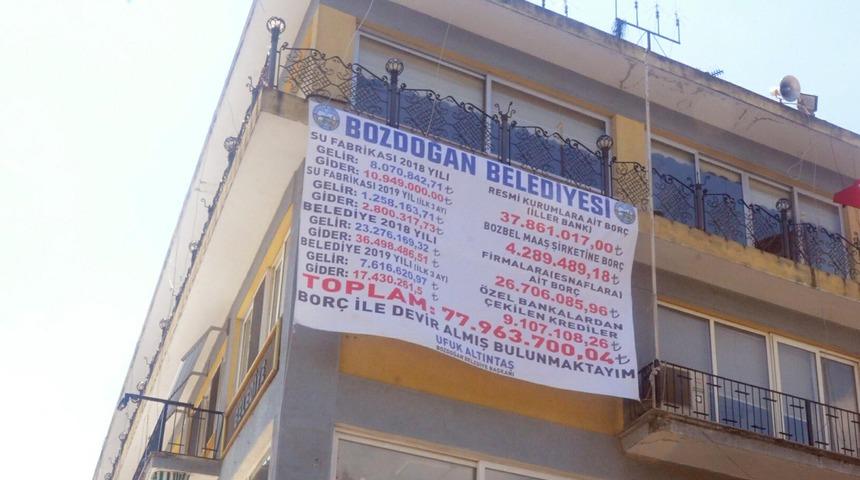 BOZDOĞAN BELEDİYESİ
SU FABRİKASI 2018 YILI
GELİR: 8.070.842,71 ₺
GİDER: 10.949.000.00 ₺
SU FABRİKASI 2019 YILI (İLK 3 AY)
GELİR: 1.258.163,71 ₺
GİDER: 2.800.317,73 ₺
BELEDİYE 2018 YILI
GELİR: 23.276.169,32 ₺
GİDER: 36.498.486,51 ₺
BELEDİYE 2019 YILI (İLK 3 AY)
GELİR: 7.616.620,97 ₺
GİDER: 17.430.261,5 ₺
RESMİ KURUMLARA AİT BORÇ
(İLLER BANK)
37.861.017,00 ₺
BOZBEL MAAŞ ŞİRKETİNE BORÇ
4.289.489,18 ₺
FİRMALARA(ESNAFLARA)
AİT BORÇ
26.706.085,96 ₺
ÖZEL BANKALARDAN
ÇEKİLEN KREDİLER
9.107.108,26 ₺
TOPLAM: 77.963.700,04 ₺
BORÇ İLE DEVİR ALMIŞ BULUNMAKTAYIM
UFUK ALTINTAŞ
BOZDOĞAN BELEDİYE BAŞKANI
BELEDİYE